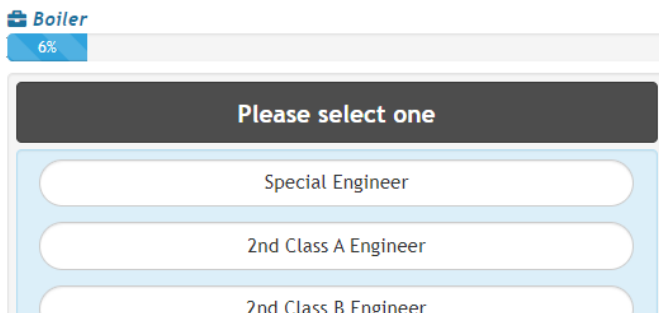 Boiler
6%
Please select one
Special Engineer
2nd Class A Engineer
2nd Class B Engineer